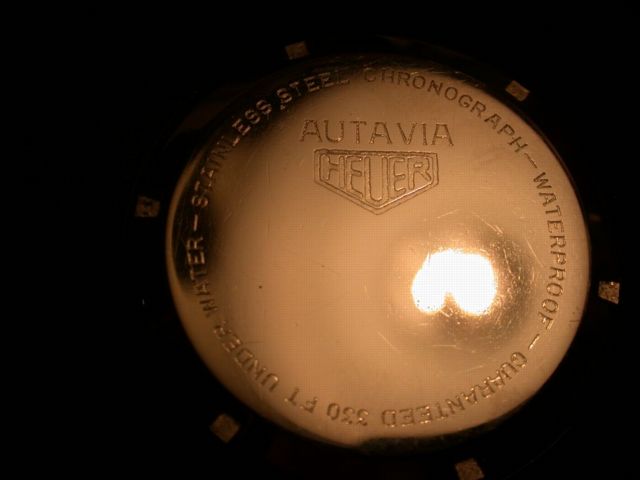 AUTAVIA
HEUER
STAINLESS STEEL CHRONOGRAPH - WATERPROOF - GUARANTEED 330 FT UNDER WATER -